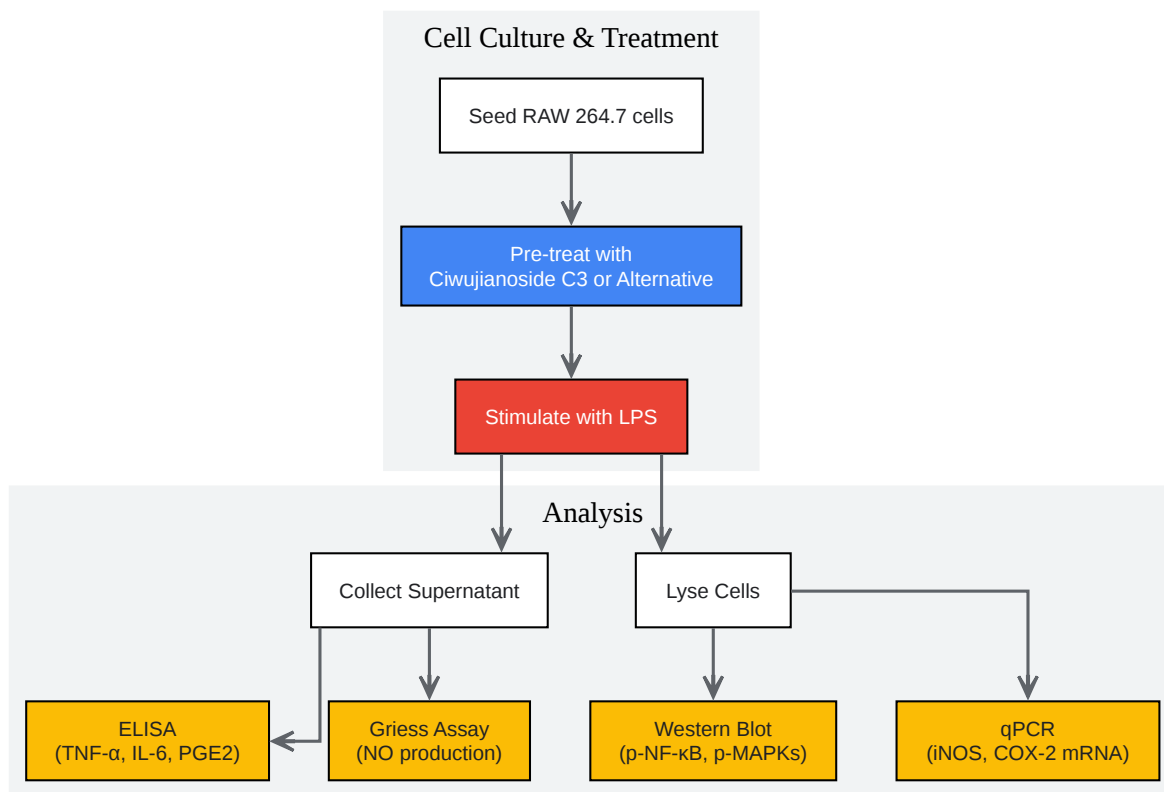 Cell Culture & Treatment
Seed RAW 264.7 cells
Pre-treat with
Ciwujianoside C3 or Alternative
Stimulate with LPS
Analysis
Collect Supernatant
Lyse Cells
ELISA
(TNF-α, IL-6, PGE2)
Griess Assay
(NO production)
Western Blot
(p-NF-κB, p-MAPKs)
qPCR
(iNOS, COX-2 mRNA)